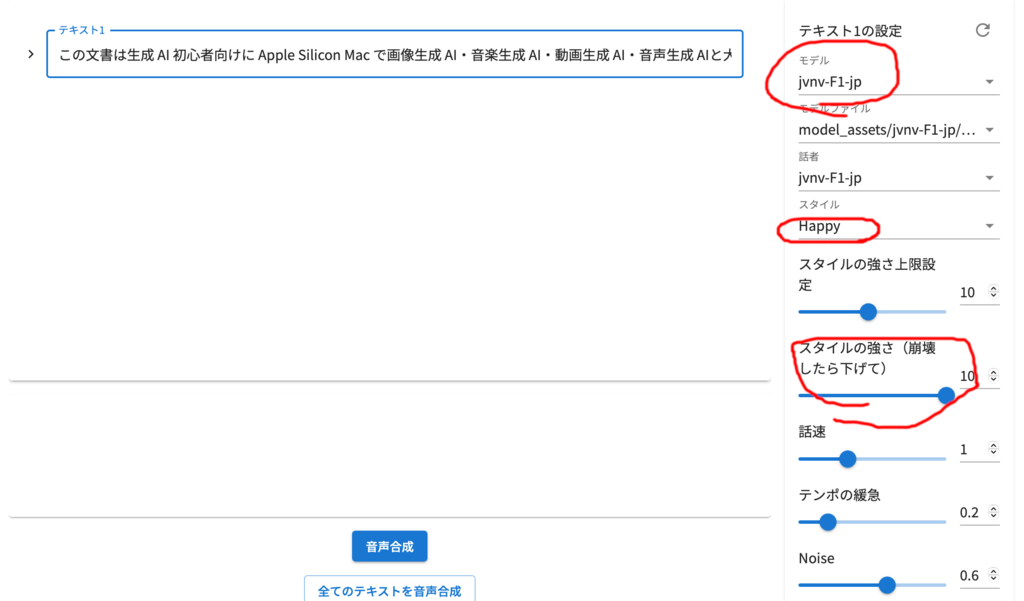 テキスト1
この文書は生成 AI 初心者向けに Apple Silicon Mac で画像生成 AI・音楽生成 AI・動画生成 AI・音声生成 AIと
音声合成
全てのテキストを音声合成
テキスト1の設定
モデル
jvnv-F1-jp
モデルファイル
model_assets/jvnv-F1-jp/...
話者
jvnv-F1-jp
スタイル
Happy
スタイルの強さ上限設
定
10
スタイルの強さ（崩壊
したら下げて）
10
話速
1
テンポの緩急
0.2
Noise
0.6